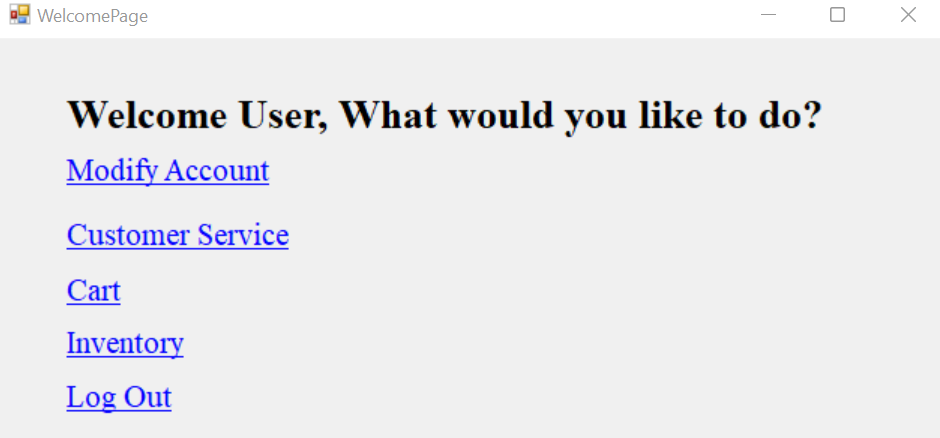 WelcomePage
Welcome User, What would you like to do?
Modify Account
Customer Service
Cart
Inventory
Log Out